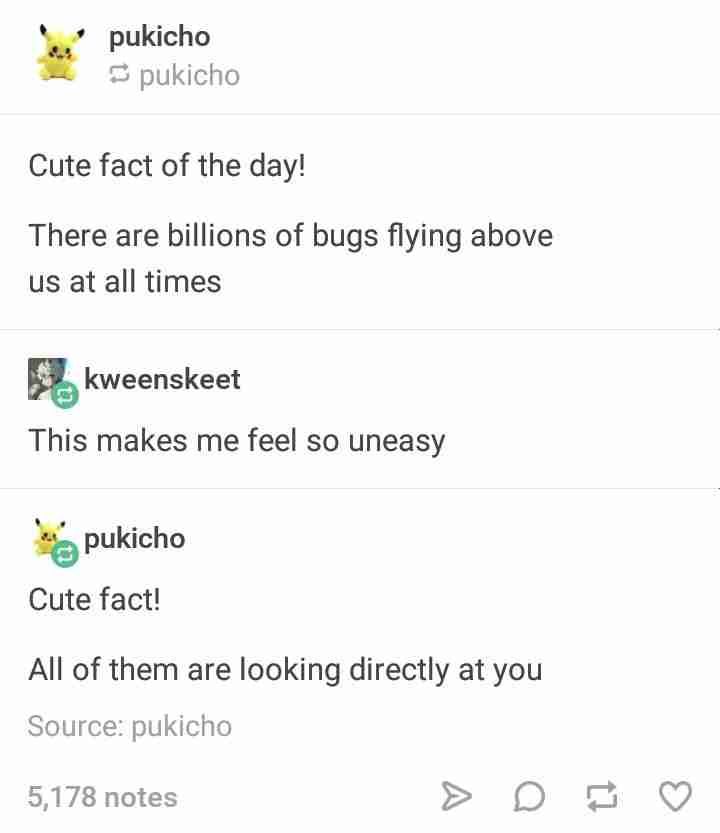 pukicho
pukicho
Cute fact of the day!
There are billions of bugs flying above
us at all times
kweenskeet
This makes me feel so uneasy
pukicho
Cute fact!
All of them are looking directly at you
Source: pukicho
5,178 notes